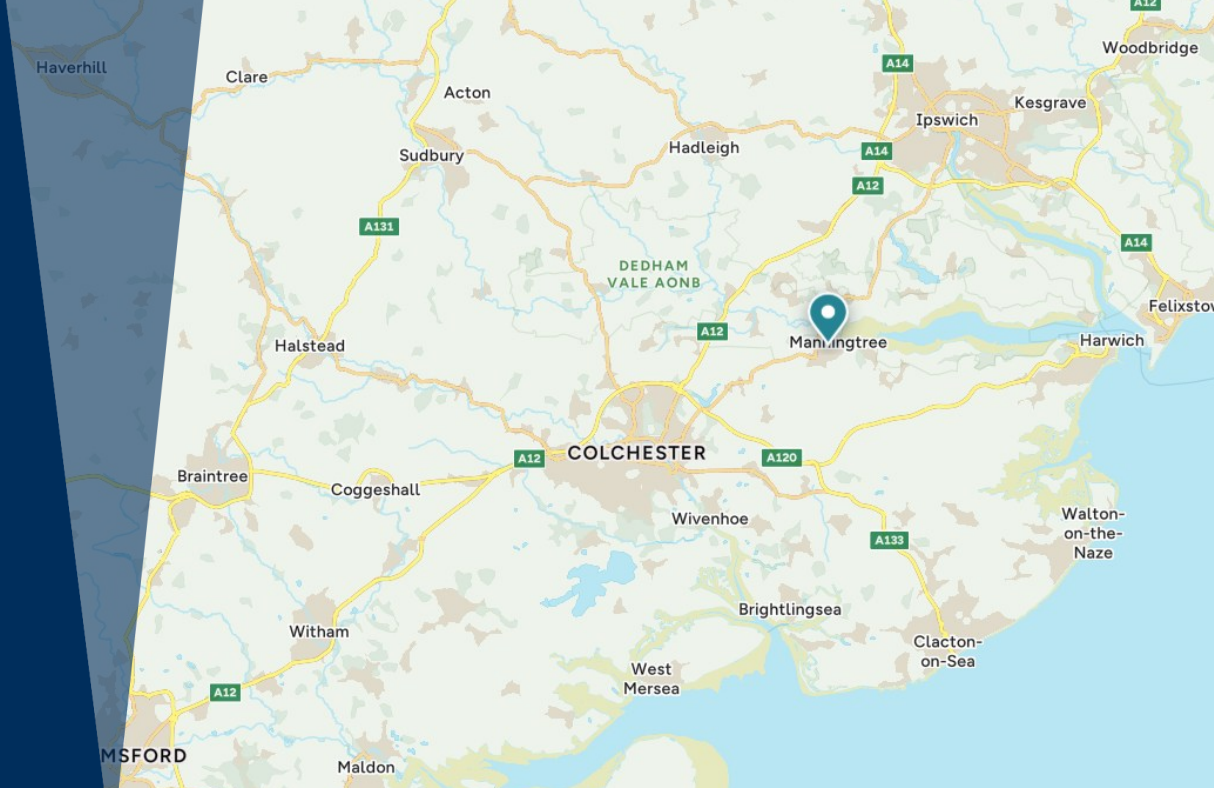 A12
Woodbridge
Haverhill
Clare
A14
Acton
Kesgrave
Ipswich
Hadleigh
A14
Sudbury
A12
A131
A14
DEDHAM
VALE AONB
Felixstow
A12
Manningtree
Harwich
Halstead
COLCHESTER
A12
A120
Braintree
Coggeshall
Wivenhoe
Walton-
on-the-
Naze
A133
Brightlingsea
Witham
Clacton-
on-Sea
West
Mersea
A12
MSFORD
Maldon